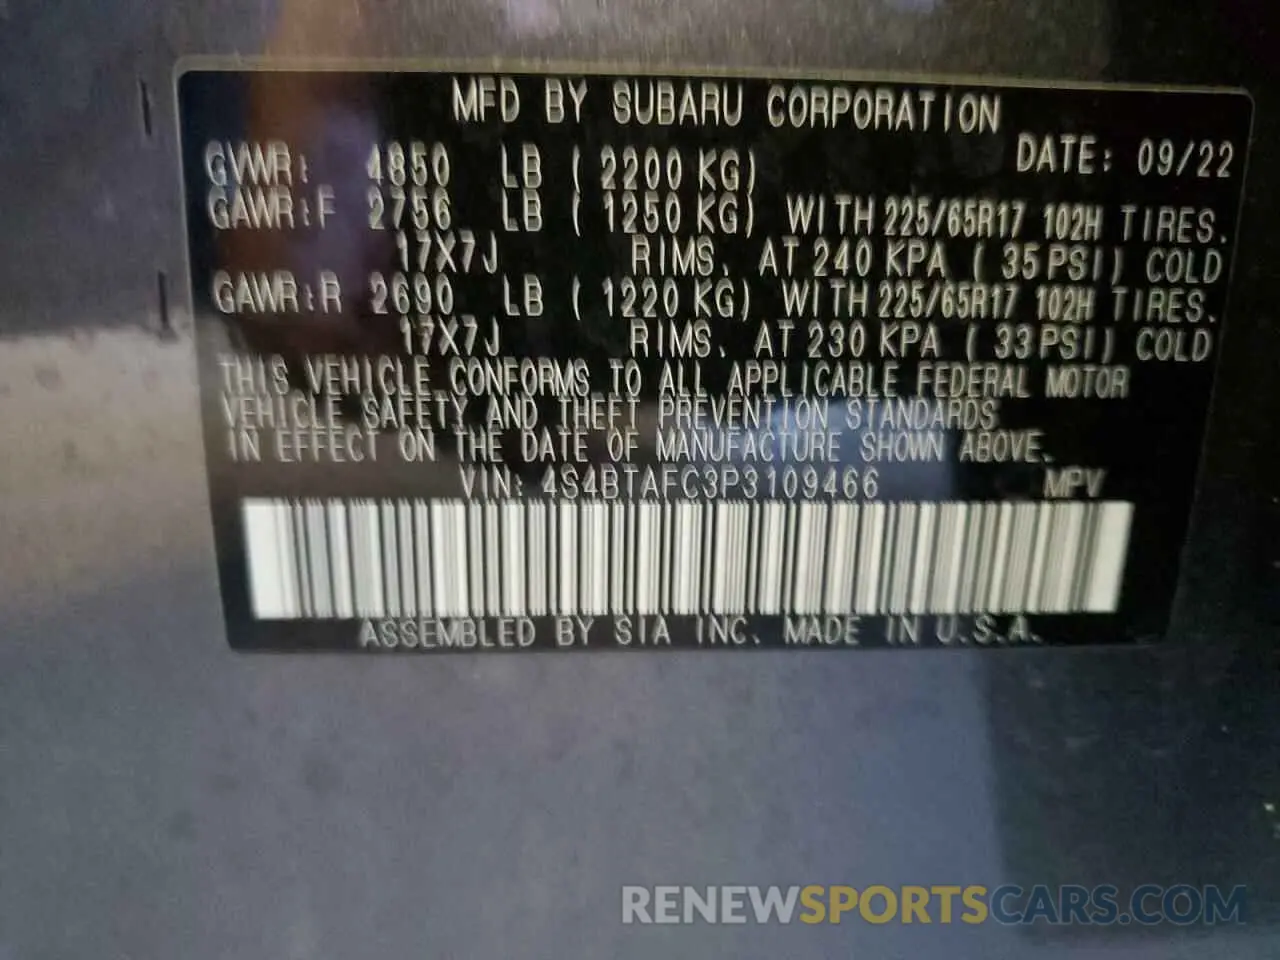 MFD BY SUBARU CORPORATION
GVWR: 4850 LB ( 2200 KG) DATE: 09/22
GAWR:F 2756 LB ( 1250 KG) WITH 225/65R17 102H TIRES.
17X7J RIMS. AT 240 KPA ( 35PSI) COLD
GAWR:R 2690 LB ( 1220 KG) WITH 225/65R17 102H TIRES.
17X7J RIMS. AT 230 KPA ( 33PSI) COLD
THIS VEHICLE CONFORMS TO ALL APPLICABLE FEDERAL MOTOR
VEHICLE SAFETY AND THEFT PREVENTION STANDARDS
IN EFFECT ON THE DATE OF MANUFACTURE SHOWN ABOVE.
VIN: 4S4BTAFC3P3109466 MPV
ASSEMBLED BY SIA INC. MADE IN U.S.A.
RENEWSPORTSCARS.COM